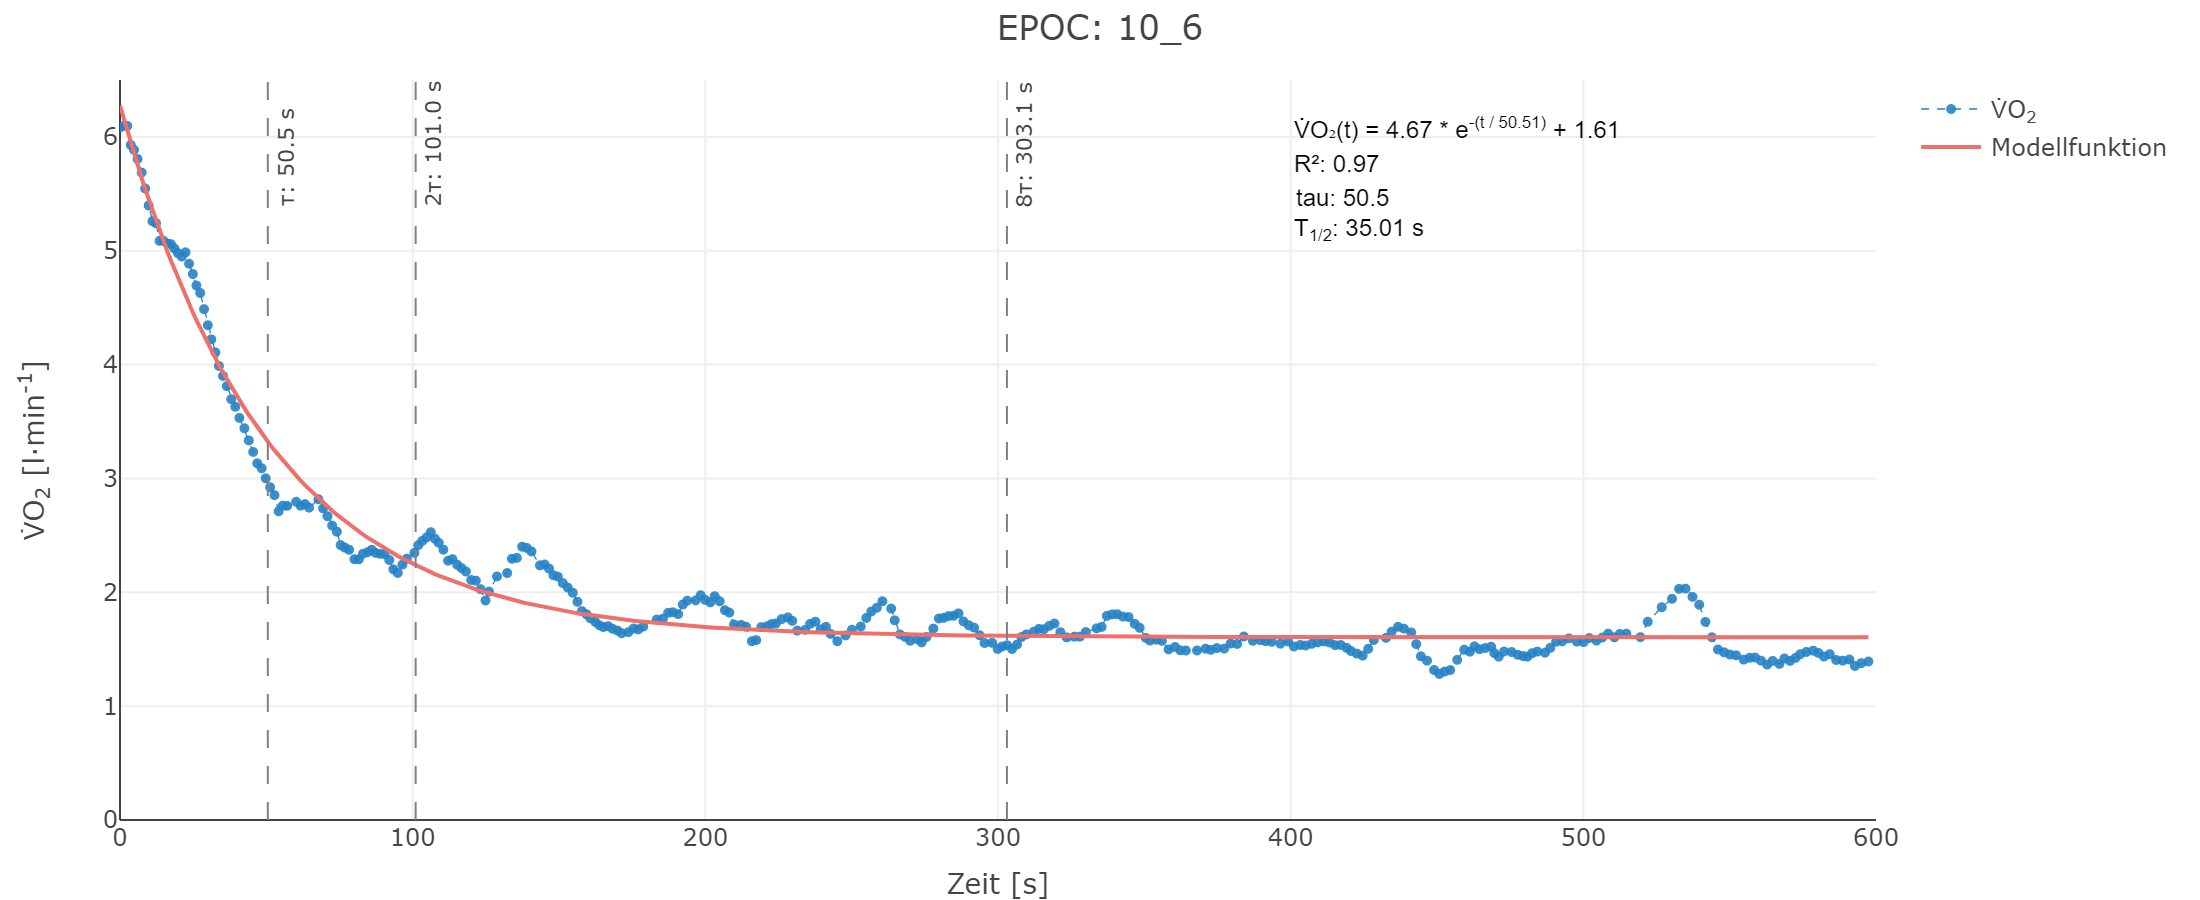 EPOC: 10_6
V̇O₂
Modellfunktion
τ: 50.5 s
2τ: 101.0 s
8τ: 303.1 s
V̇O₂(t) = 4.67 * e⁻⁽ᵗ ᐟ ⁵⁰·⁵¹⁾ + 1.61
R²: 0.97
tau: 50.5
T₁/₂: 35.01 s
V̇O₂ [l·min⁻¹]
6
5
4
3
2
1
0
0 100 200 300 400 500 600
Zeit [s]